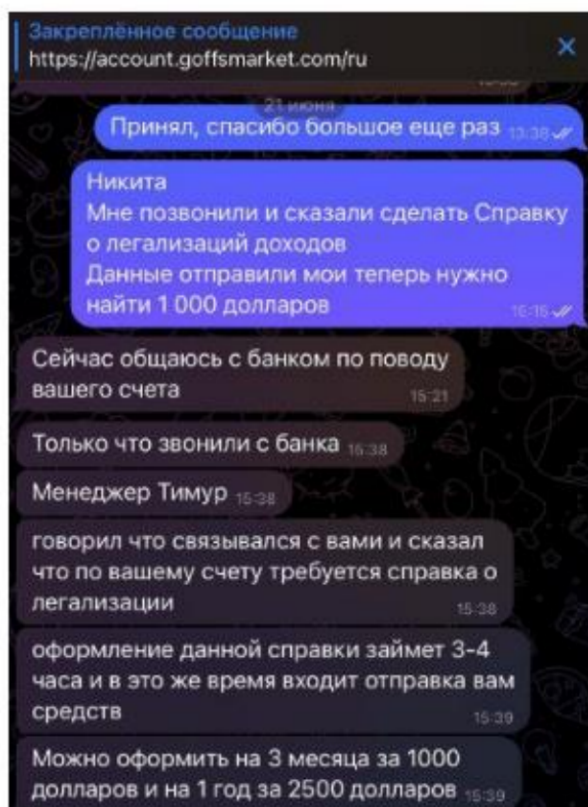 Закреплённое сообщение
https://account.goffsmarket.com/ru
21 июня
Принял, спасибо большое еще раз 13:38
Никита
Мне позвонили и сказали сделать Справку
о легализаций доходов
Данные отправили мои теперь нужно
найти 1 000 долларов
15:15
Сейчас общаюсь с банком по поводу
вашего счета
15:21
Только что звонили с банка 15:38
Менеджер Тимур 15:38
говорил что связывался с вами и сказал
что по вашему счету требуется справка о
легализации
15:38
оформление данной справки займет 3-4
часа и в это же время входит отправка вам
средств
15:39
Можно оформить на 3 месяца за 1000
долларов и на 1 год за 2500 долларов 15:39